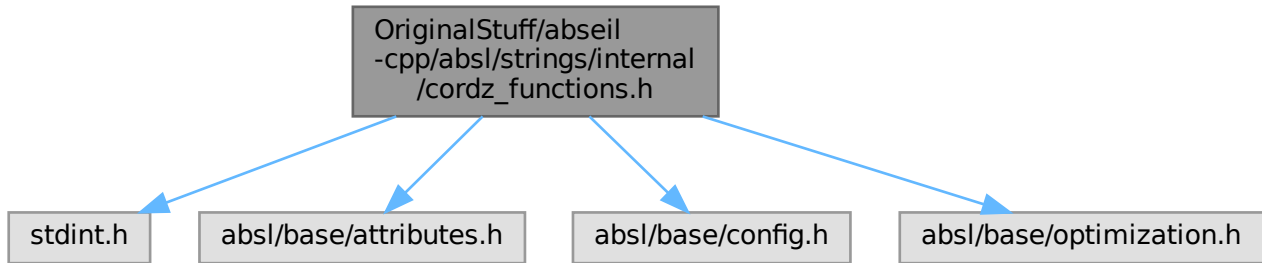 OriginalStuff/abseil
-cpp/absl/strings/internal
/cordz_functions.h
stdint.h
absl/base/attributes.h
absl/base/config.h
absl/base/optimization.h